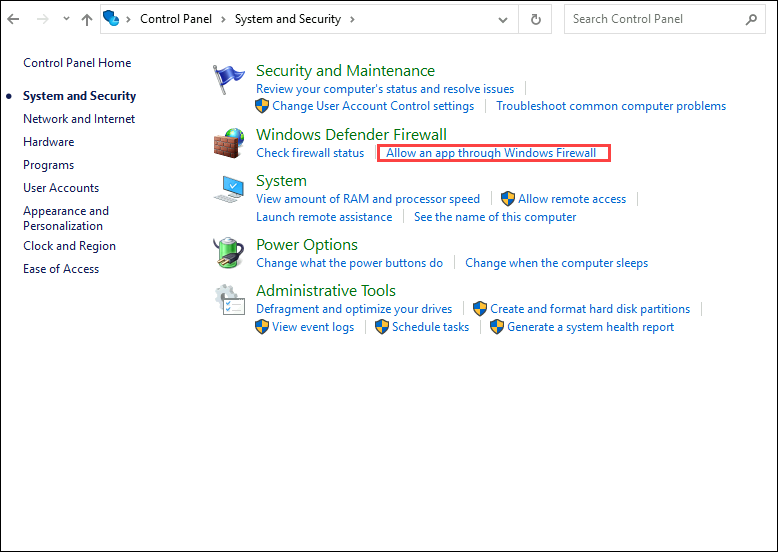 Control Panel > System and Security >
Search Control Panel
Control Panel Home
System and Security
Network and Internet
Hardware
Programs
User Accounts
Appearance and
Personalization
Clock and Region
Ease of Access
Security and Maintenance
Review your computer's status and resolve issues
Change User Account Control settings
Troubleshoot common computer problems
Windows Defender Firewall
Check firewall status
Allow an app through Windows Firewall
System
View amount of RAM and processor speed
Allow remote access
Launch remote assistance
See the name of this computer
Power Options
Change what the power buttons do
Change when the computer sleeps
Administrative Tools
Defragment and optimize your drives
Create and format hard disk partitions
View event logs
Schedule tasks
Generate a system health report